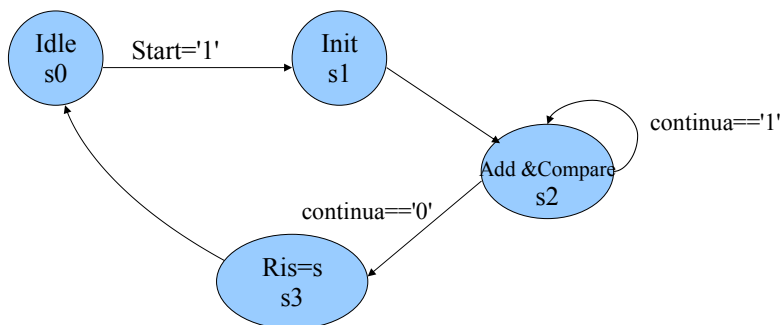 Idle
s0
Start='1'
Init
s1
continua=='1'
Add &Compare
s2
continua=='0'
Ris=s
s3